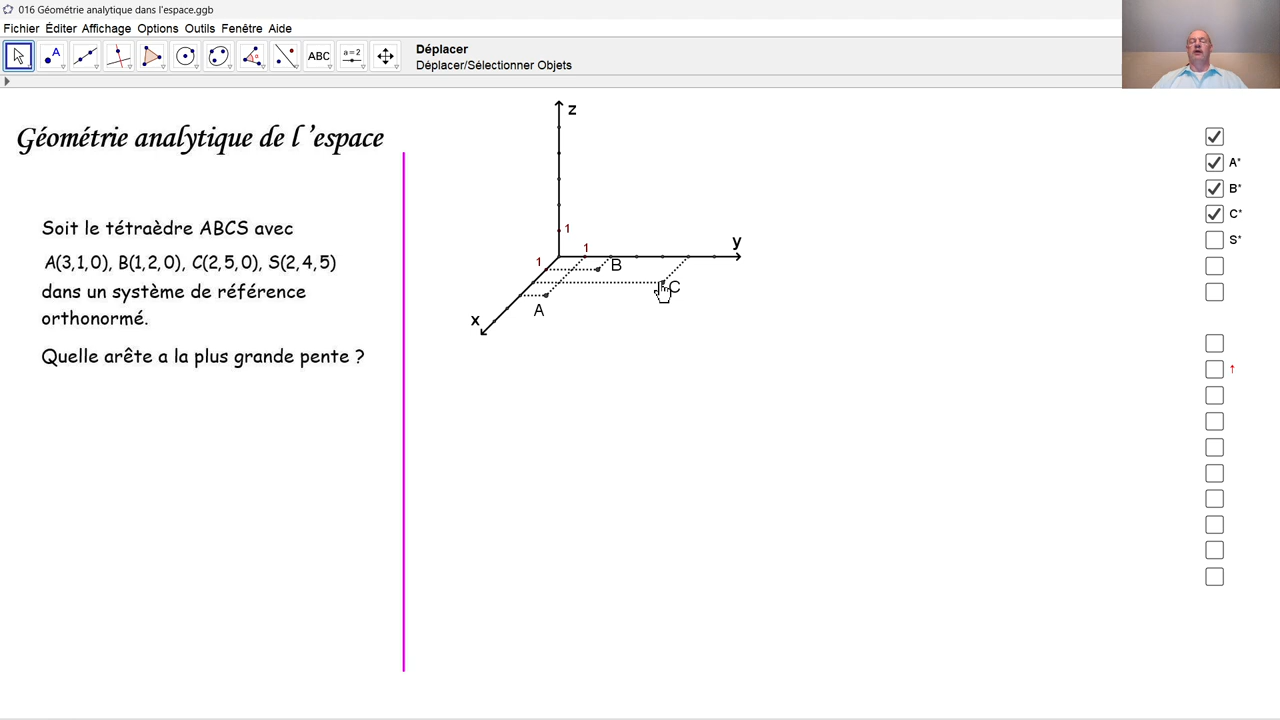 016 Géométrie analytique dans l'espace.ggb
Fichier Éditer Affichage Options Outils Fenêtre Aide
A ABC a=2 Déplacer
Déplacer/Sélectionner Objets
z
Géométrie analytique de l 'espace
A*
B*
C*
S*
Soit le tétraèdre ABCS avec
A(3,1,0), B(1,2,0), C(2,5,0), S(2,4,5)
dans un système de référence
orthonormé.
Quelle arête a la plus grande pente ?
1
1
y
1
B
C
A
x
↑